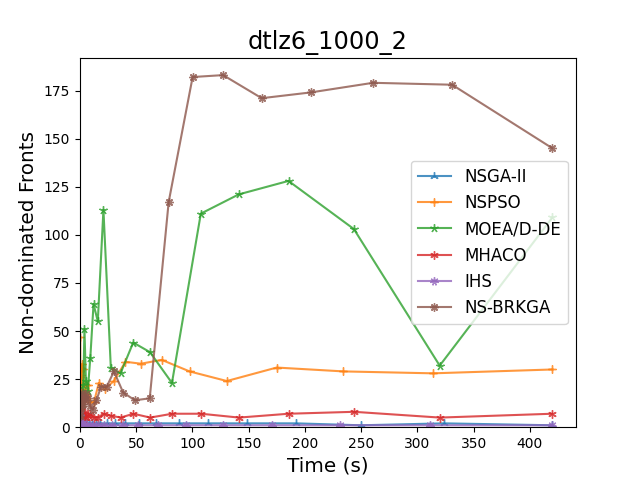 dtlz6_1000_2
Non-dominated Fronts
175
150
125
100
75
50
25
0
NSGA-II
NSPSO
MOEA/D-DE
MHACO
IHS
NS-BRKGA
0 50 100 150 200 250 300 350 400
Time (s)